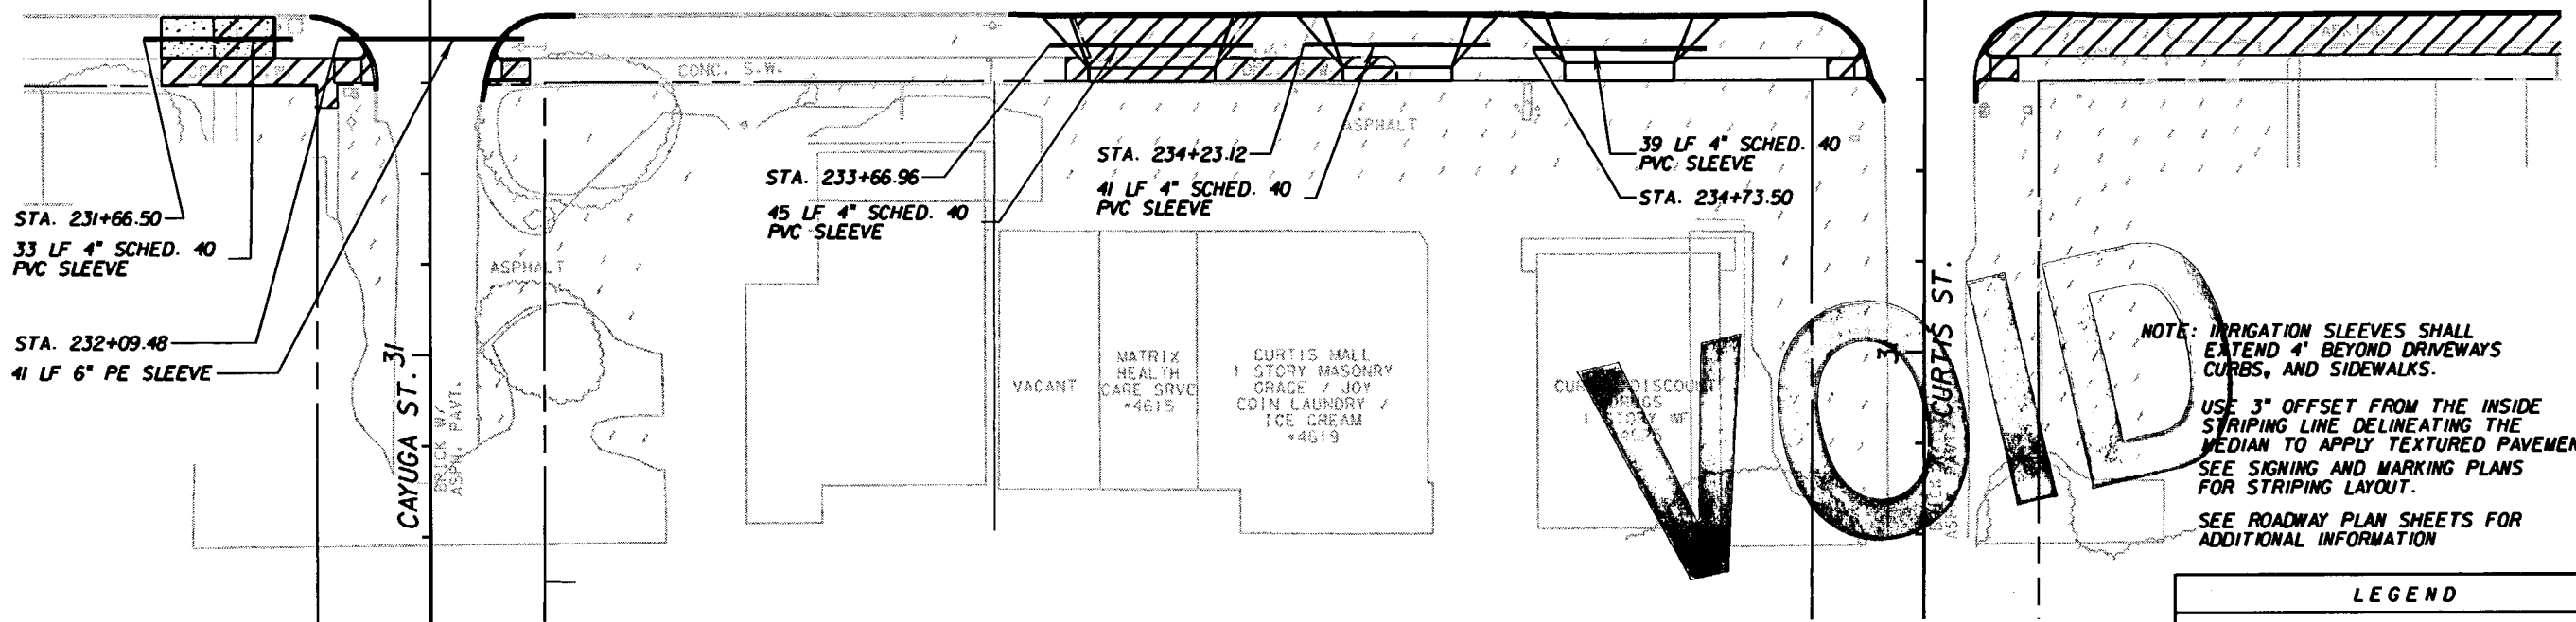 CONC. S.W.
ASPHALT
STA. 231+66.50
33 LF 4" SCHED. 40
PVC SLEEVE
STA. 232+09.48
41 LF 6" PE SLEEVE
CAYUGA ST.
31
BRICK W/
ASPH. PAVT.
ASPHALT
STA. 233+66.96
45 LF 4" SCHED. 40
PVC SLEEVE
STA. 234+23.12
41 LF 4" SCHED. 40
PVC SLEEVE
39 LF 4" SCHED. 40
PVC SLEEVE
STA. 234+73.50
VACANT
MATRIX
HEALTH
CARE SRVC
*4615
CURTIS MALL
1 STORY MASONRY
GRACE / JOY
COIN LAUNDRY /
ICE CREAM
*4619
DISCOUNT
CURTIS ST.
VOID
NOTE: IRRIGATION SLEEVES SHALL
EXTEND 4' BEYOND DRIVEWAYS
CURBS, AND SIDEWALKS.
USE 3" OFFSET FROM THE INSIDE
STRIPING LINE DELINEATING THE
MEDIAN TO APPLY TEXTURED PAVEMEN
SEE SIGNING AND MARKING PLANS
FOR STRIPING LAYOUT.
SEE ROADWAY PLAN SHEETS FOR
ADDITIONAL INFORMATION
LEGEND